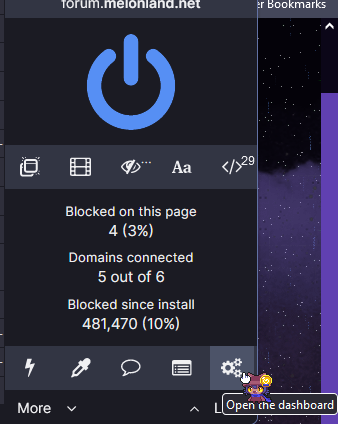 forum.melonland.net
er Bookmarks
Aa
29
Blocked on this page
4 (3%)
Domains connected
5 out of 6
Blocked since install
481,470 (10%)
More
L
Open the dashboard